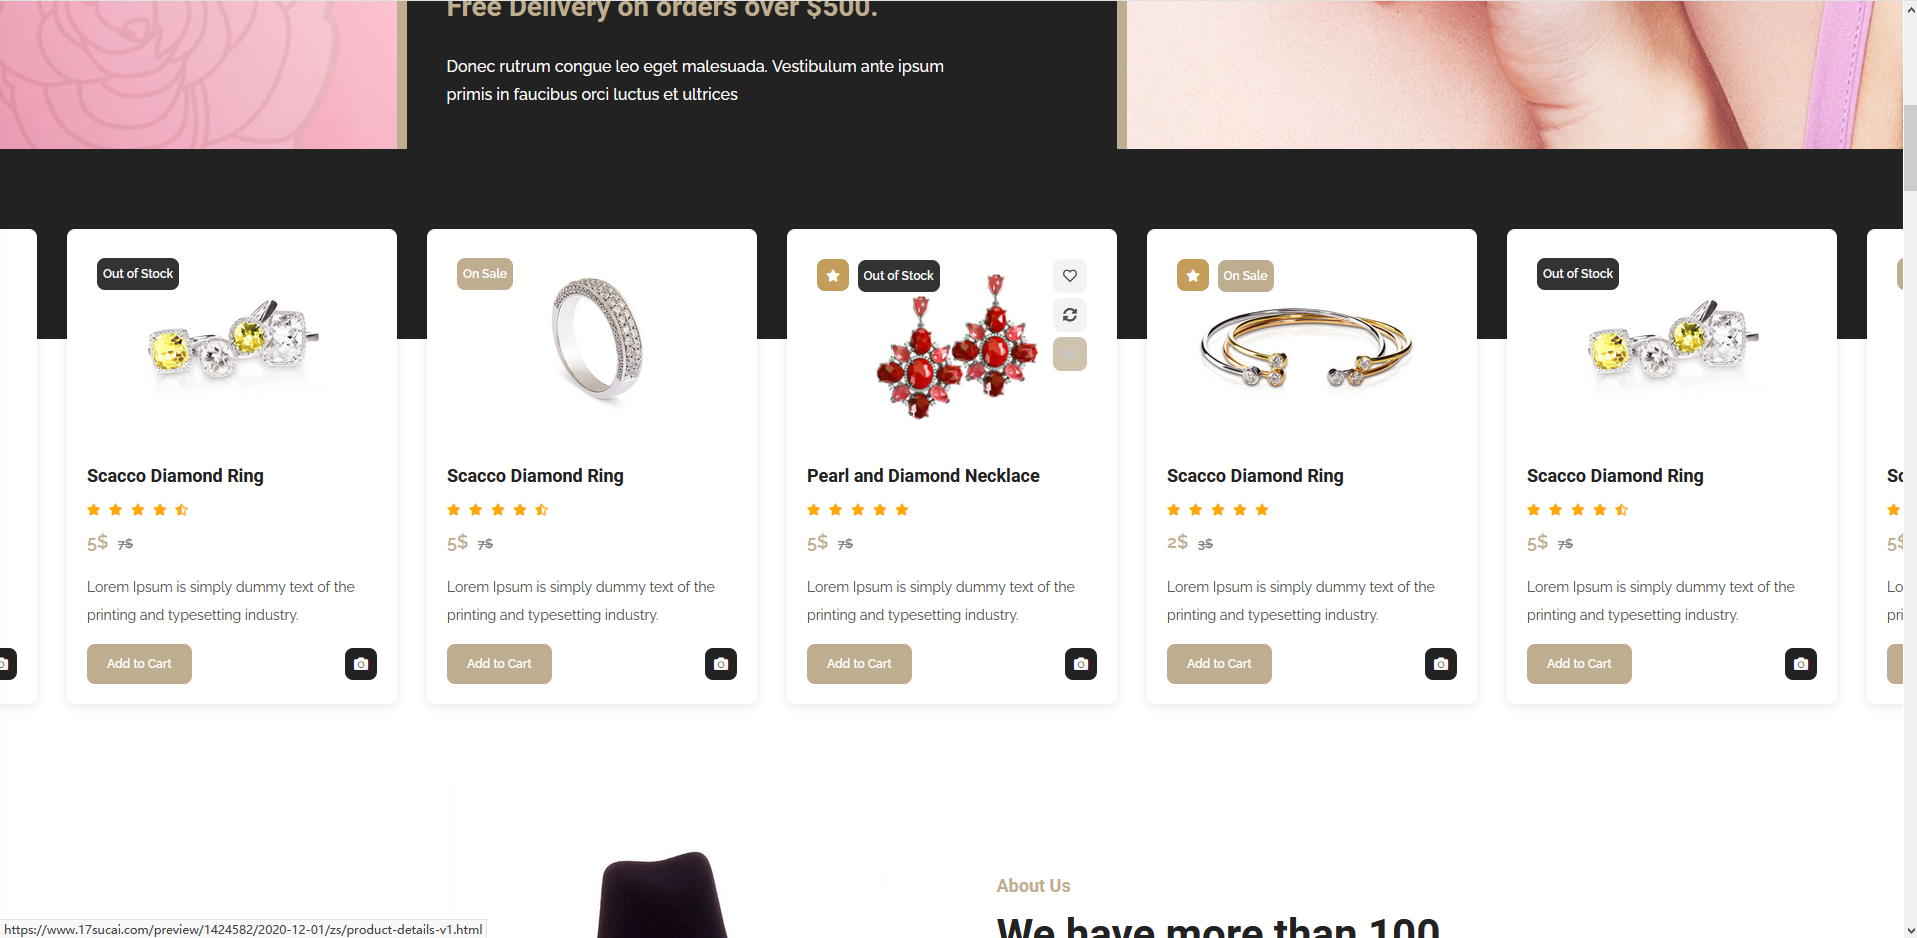 Free Delivery on orders over $500.
Donec rutrum congue leo eget malesuada. Vestibulum ante ipsum
primis in faucibus orci luctus et ultrices
Out of Stock
Scacco Diamond Ring
5$ 7$
Lorem Ipsum is simply dummy text of the
printing and typesetting industry.
Add to Cart
On Sale
Scacco Diamond Ring
5$ 7$
Lorem Ipsum is simply dummy text of the
printing and typesetting industry.
Add to Cart
Out of Stock
Pearl and Diamond Necklace
5$ 7$
Lorem Ipsum is simply dummy text of the
printing and typesetting industry.
Add to Cart
On Sale
Scacco Diamond Ring
2$ 3$
Lorem Ipsum is simply dummy text of the
printing and typesetting industry.
Add to Cart
Out of Stock
Scacco Diamond Ring
5$ 7$
Lorem Ipsum is simply dummy text of the
printing and typesetting industry.
Add to Cart
5$
Lo
pri
About Us
We have more than 100
https://www.17sucai.com/preview/1424582/2020-12-01/zs/product-details-v1.html